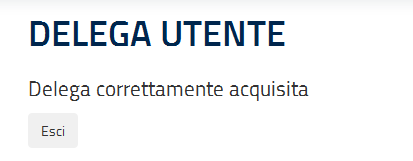 DELEGA UTENTE
Delega correttamente acquisita
Esci